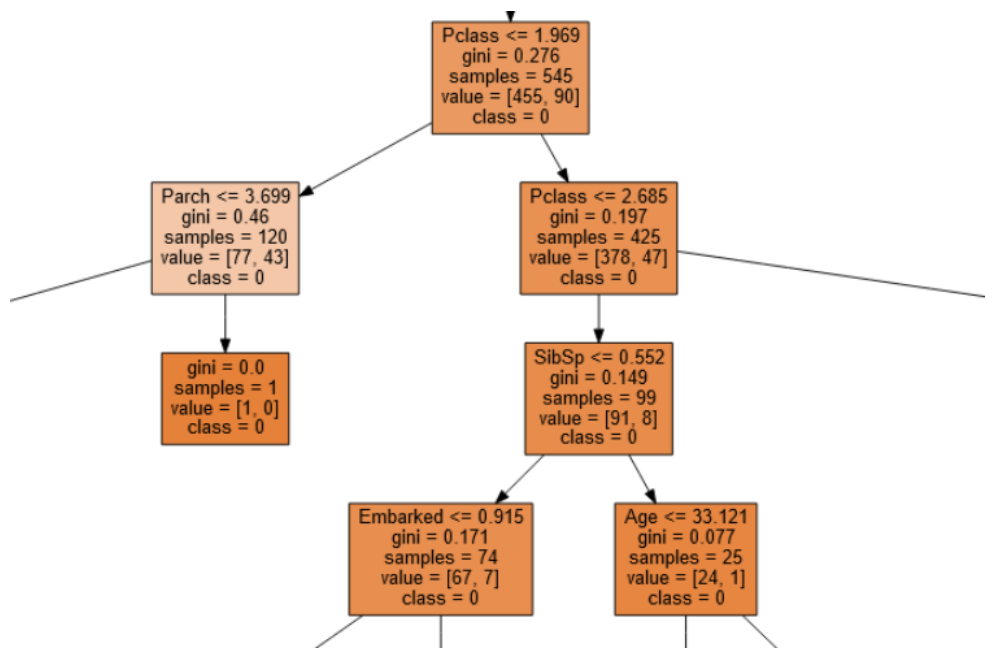 Pclass <= 1.969
gini = 0.276
samples = 545
value = [455, 90]
class = 0
Parch <= 3.699
gini = 0.46
samples = 120
value = [77, 43]
class = 0
Pclass <= 2.685
gini = 0.197
samples = 425
value = [378, 47]
class = 0
gini = 0.0
samples = 1
value = [1, 0]
class = 0
SibSp <= 0.552
gini = 0.149
samples = 99
value = [91, 8]
class = 0
Embarked <= 0.915
gini = 0.171
samples = 74
value = [67, 7]
class = 0
Age <= 33.121
gini = 0.077
samples = 25
value = [24, 1]
class = 0